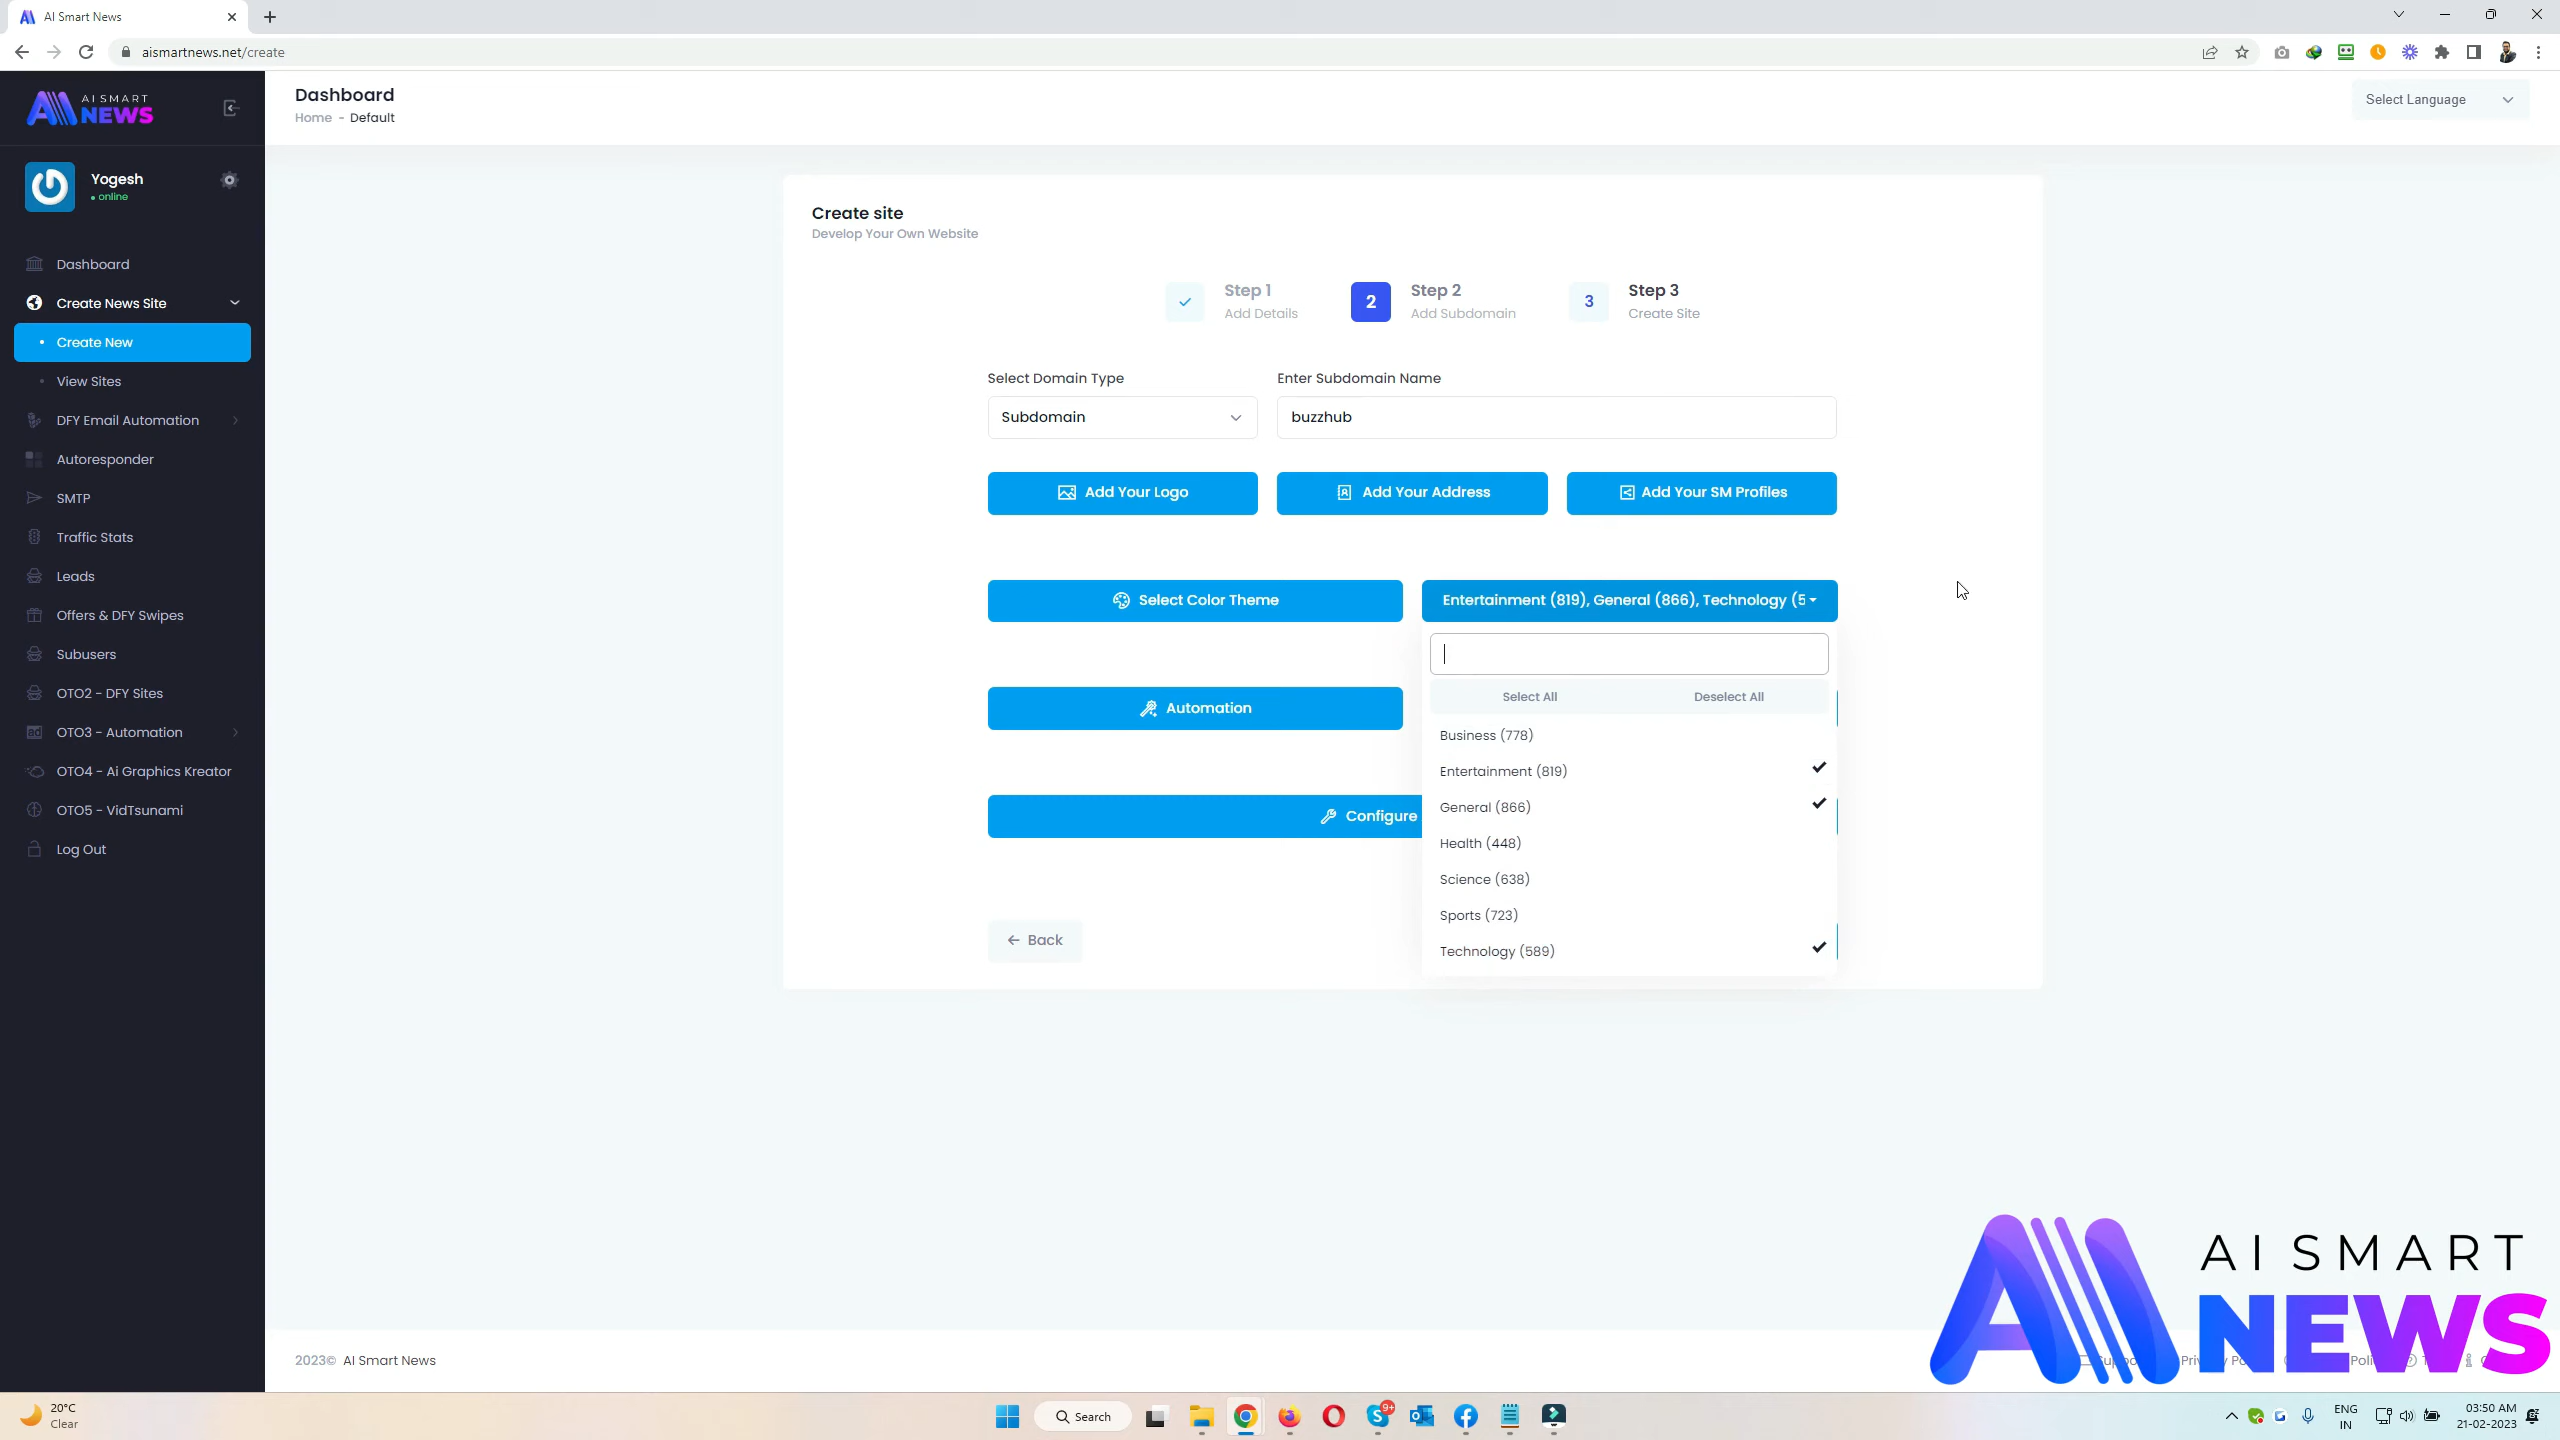 AI Smart News
aismartnews.net/create
AI SMART
NEWS
Dashboard
Home - Default
Select Language
Yogesh
online
Dashboard
Create News Site
Create New
View Sites
DFY Email Automation
Autoresponder
SMTP
Traffic Stats
Leads
Offers & DFY Swipes
Subusers
OTO2 - DFY Sites
OTO3 - Automation
OTO4 - Ai Graphics Kreator
OTO5 - VidTsunami
Log Out
Create site
Develop Your Own Website
Step 1
Add Details
2
Step 2
Add Subdomain
3
Step 3
Create Site
Select Domain Type
Enter Subdomain Name
Subdomain
buzzhub
Add Your Logo
Add Your Address
Add Your SM Profiles
Select Color Theme
Entertainment (819), General (866), Technology (5
Select All
Deselect All
Automation
Business (778)
Entertainment (819)
General (866)
Configure
Health (448)
Science (638)
Sports (723)
Technology (589)
Back
AI SMART
NEWS
2023© AI Smart News
20°C
Clear
Search
9+
ENG
IN
03:50 AM
21-02-2023